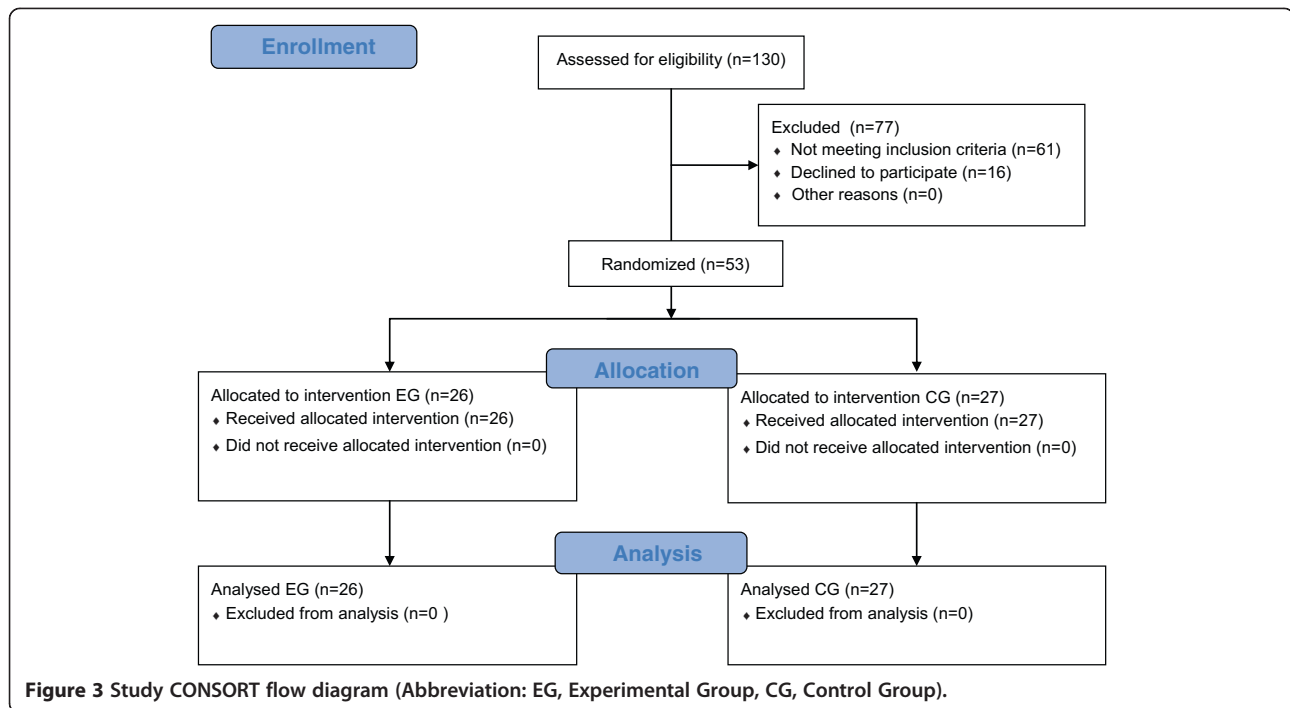 Enrollment
Assessed for eligibility (n=130)
Excluded (n=77)
♦ Not meeting inclusion criteria (n=61)
♦ Declined to participate (n=16)
♦ Other reasons (n=0)
Randomized (n=53)
Allocation
Allocated to intervention EG (n=26)
♦ Received allocated intervention (n=26)
♦ Did not receive allocated intervention (n=0)
Allocated to intervention CG (n=27)
♦ Received allocated intervention (n=27)
♦ Did not receive allocated intervention (n=0)
Analysis
Analysed EG (n=26)
♦ Excluded from analysis (n=0 )
Analysed CG (n=27)
♦ Excluded from analysis (n=0)
Figure 3 Study CONSORT flow diagram (Abbreviation: EG, Experimental Group, CG, Control Group).